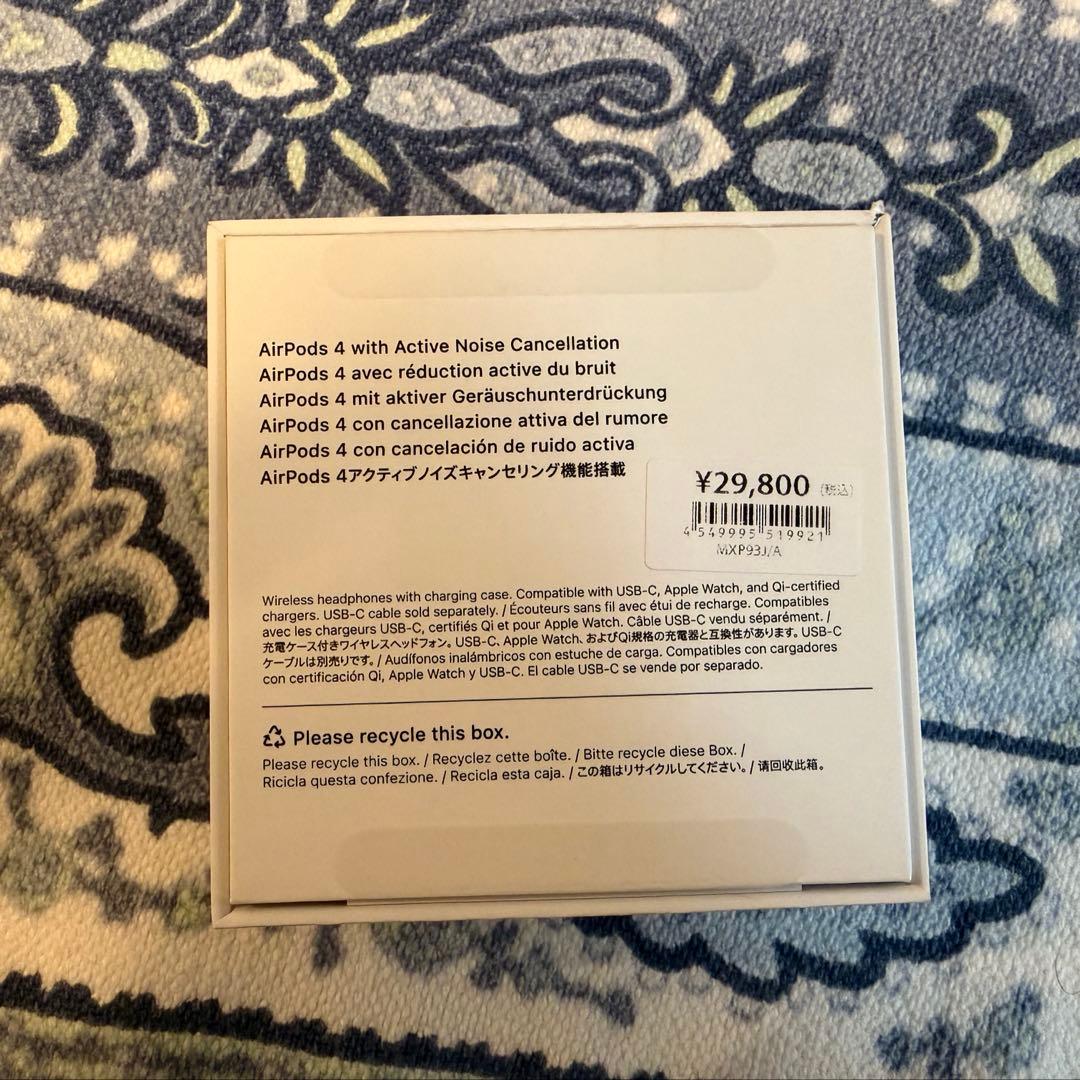 AirPods 4 with Active Noise Cancellation
AirPods 4 avec réduction active du bruit
AirPods 4 mit aktiver Geräuschunterdrückung
AirPods 4 con cancellazione attiva del rumore
AirPods 4 con cancelación de ruido activa
AirPods 4アクティブノイズキャンセリング機能搭載
¥29,800 (税込)
4 549995 519921
MXP93J/A
Wireless headphones with charging case. Compatible with USB-C, Apple Watch, and Qi-certified
chargers. USB-C cable sold separately. / Écouteurs sans fil avec étui de recharge. Compatibles
avec les chargeurs USB-C, certifiés Qi et pour Apple Watch. Câble USB-C vendu séparément. /
充電ケース付きワイヤレスヘッドフォン。USB-C、Apple Watch、およびQi規格の充電器と互換性があります。USB-C
ケーブルは別売りです。/ Audífonos inalámbricos con estuche de carga. Compatibles con cargadores
con certificación Qi, Apple Watch y USB-C. El cable USB-C se vende por separado.
Please recycle this box.
Please recycle this box. / Recyclez cette boîte. / Bitte recycle diese Box. /
Ricicla questa confezione. / Recicla esta caja. / この箱はリサイクルしてください。/ 请回收此箱。